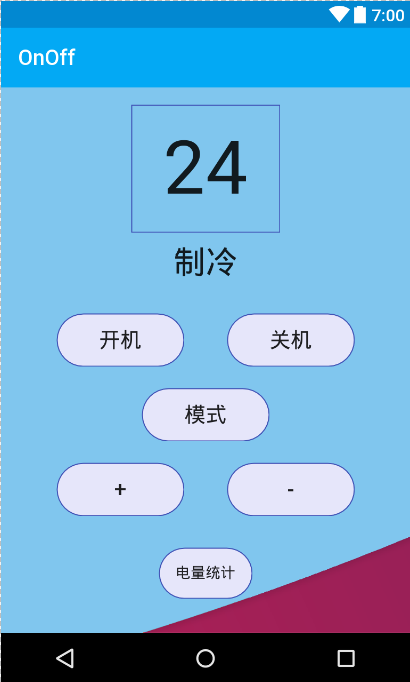 7:00
OnOff
24
制冷
开机 关机
模式
+ -
电量统计